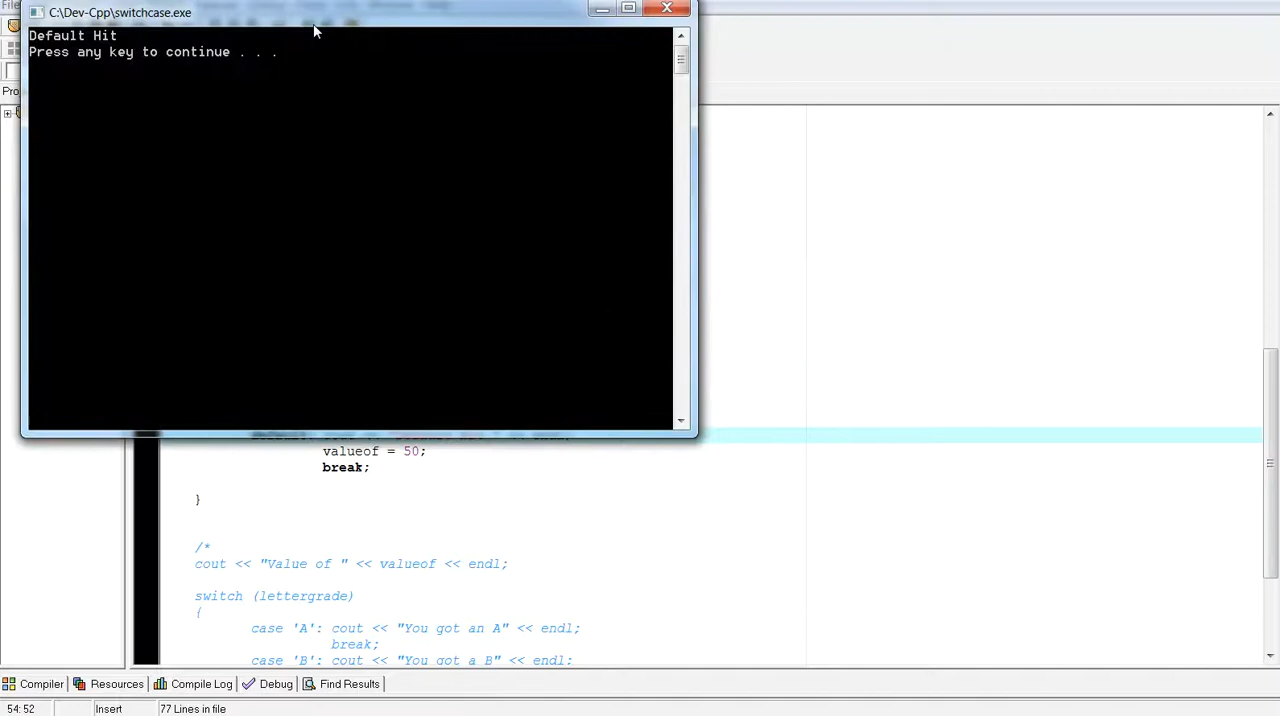 C:\Dev-Cpp\switchcase.exe
Default Hit
Press any key to continue . . .
valueof = 50;
break;
}
/*
cout << "Value of " << valueof << endl;
switch (lettergrade)
{
case 'A': cout << "You got an A" << endl;
break;
case 'B': cout << "You got a B" << endl;
Compiler
Resources
Compile Log
Debug
Find Results
54:52
Insert
77 Lines in file